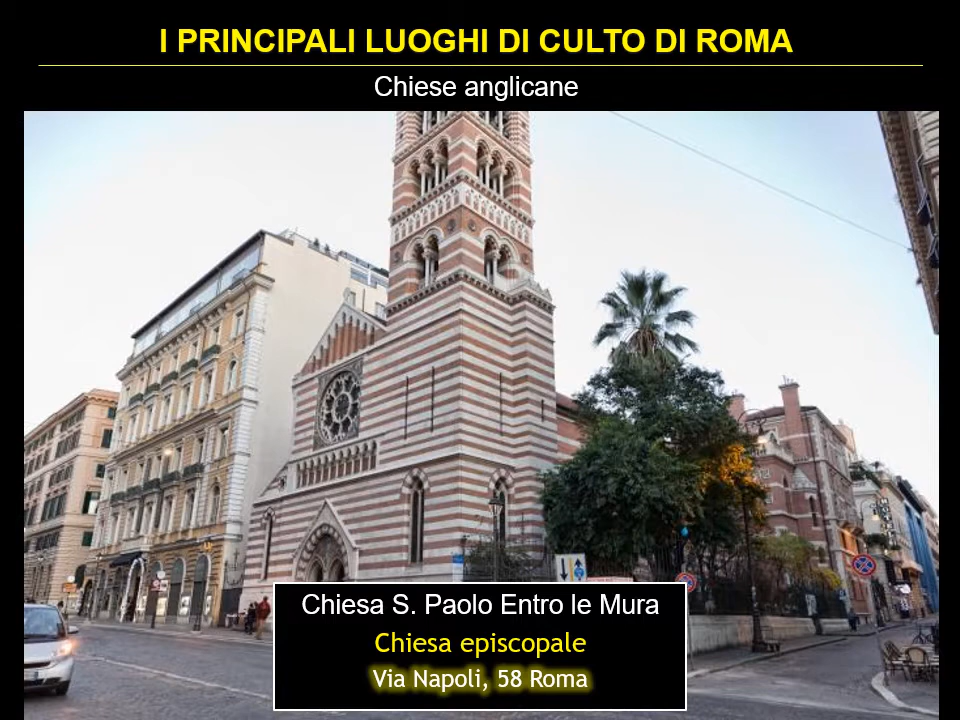 I PRINCIPALI LUOGHI DI CULTO DI ROMA
Chiese anglicane
Chiesa S. Paolo Entro le Mura
Chiesa episcopale
Via Napoli, 58 Roma